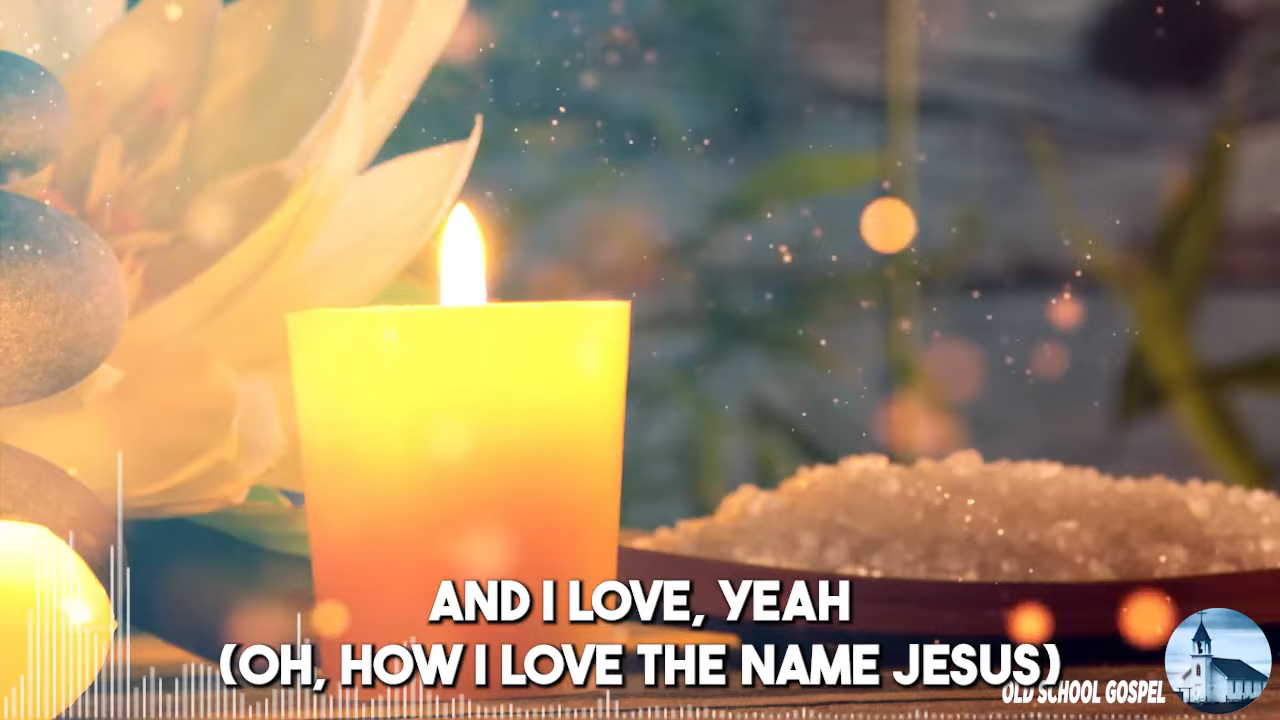 AND I LOVE, YEAH
(OH, HOW I LOVE THE NAME JESUS)
OLD SCHOOL GOSPEL